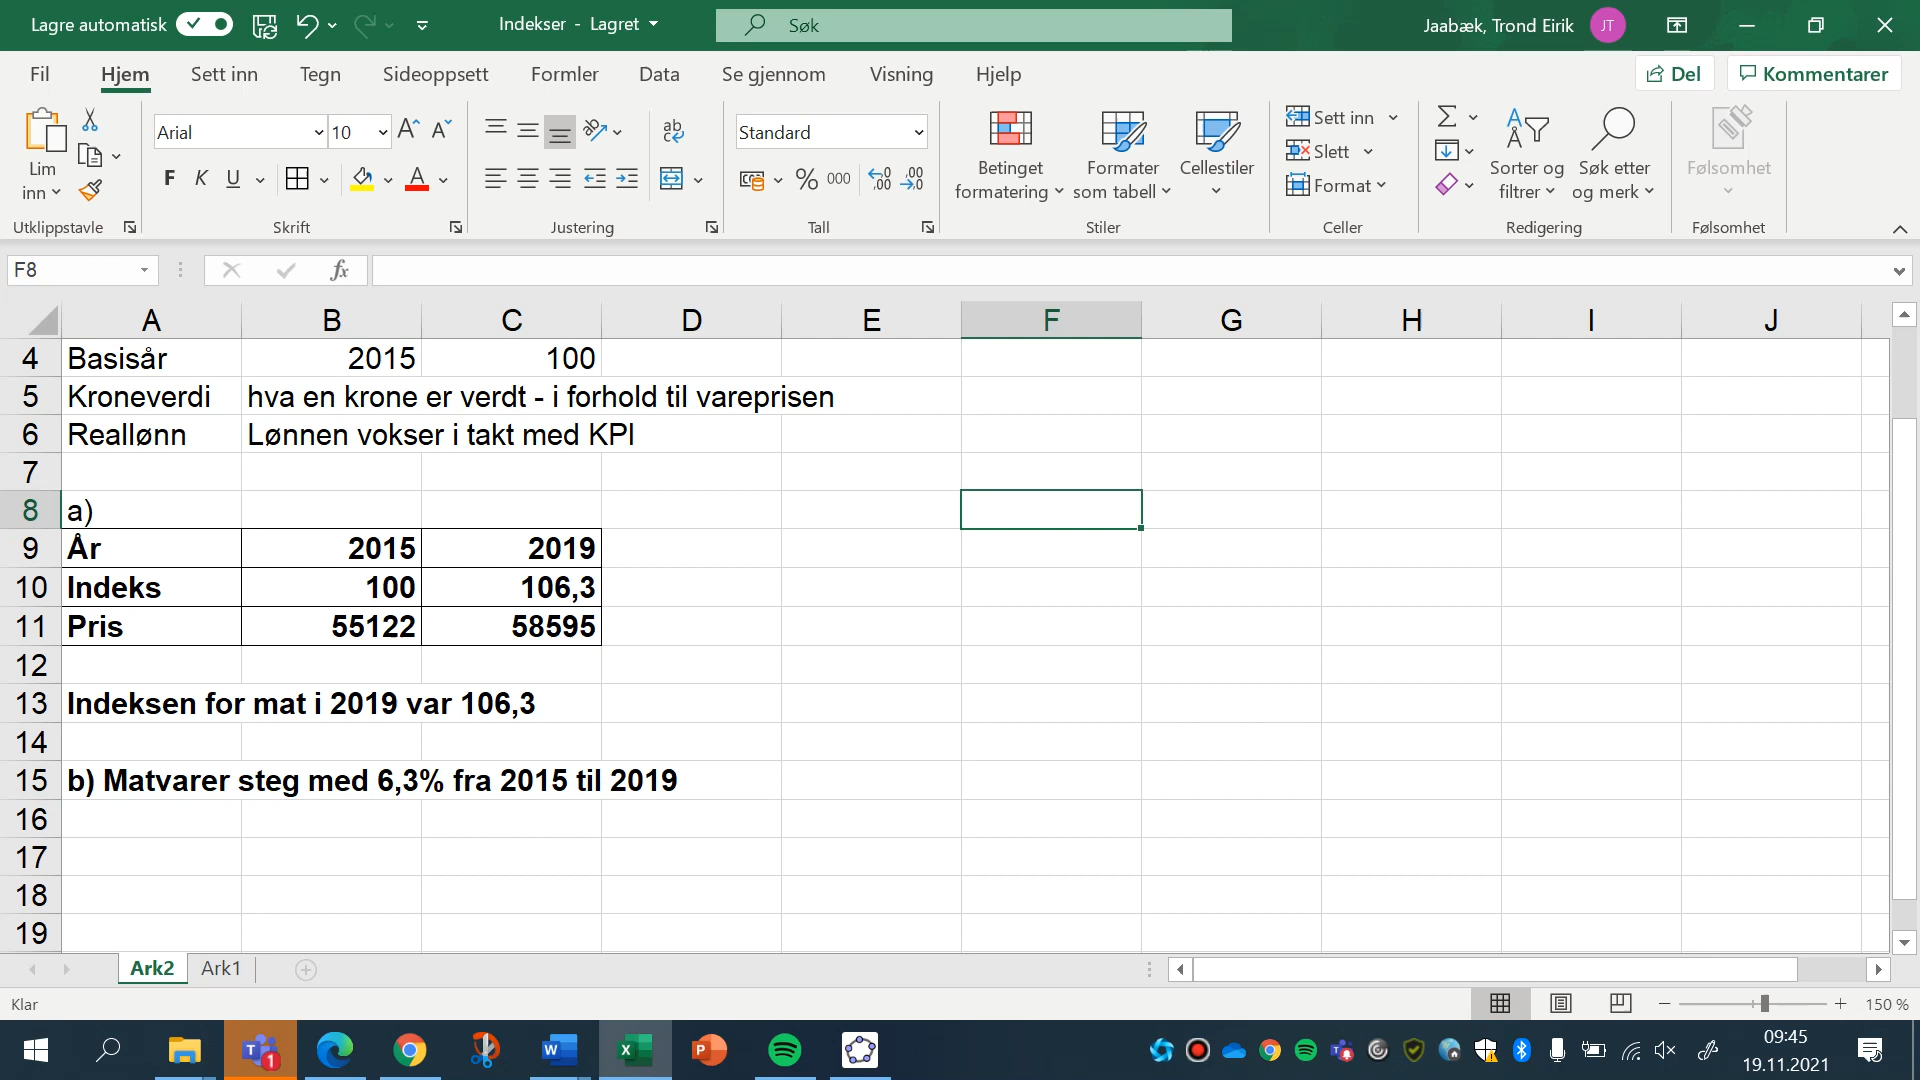 Lagre automatisk
Indekser - Lagret
Søk
Jaabæk, Trond Eirik
JT
Fil
Hjem
Sett inn
Tegn
Sideoppsett
Formler
Data
Se gjennom
Visning
Hjelp
Del
Kommentarer
Lim
inn
Utklippstavle
Arial
10
F K U
Skrift
Justering
Standard
% 000
Tall
Betinget
formatering
Formater
som tabell
Cellestiler
Stiler
Sett inn
Slett
Format
Celler
Sorter og
filtrer
Søk etter
og merk
Redigering
Følsomhet
Følsomhet
F8
fx
A B C D E F G H I J
4 Basisår 2015 100
5 Kroneverdi hva en krone er verdt - i forhold til vareprisen
6 Reallønn Lønnen vokser i takt med KPI
7
8 a)
9 År 2015 2019
10 Indeks 100 106,3
11 Pris 55122 58595
12
13 Indeksen for mat i 2019 var 106,3
14
15 b) Matvarer steg med 6,3% fra 2015 til 2019
16
17
18
19
Ark2 Ark1
Klar
150 %
09:45
19.11.2021